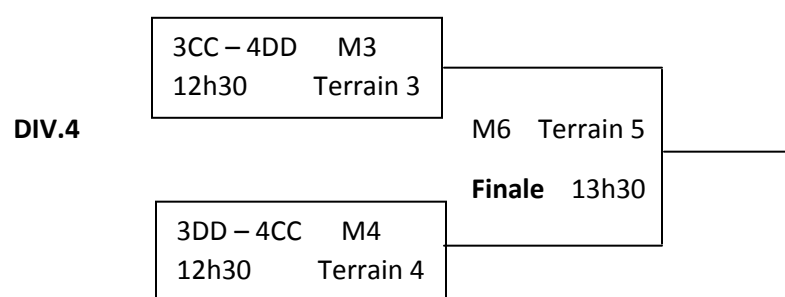 3CC – 4DD M3
12h30 Terrain 3
DIV.4
M6 Terrain 5
Finale 13h30
3DD – 4CC M4
12h30 Terrain 4